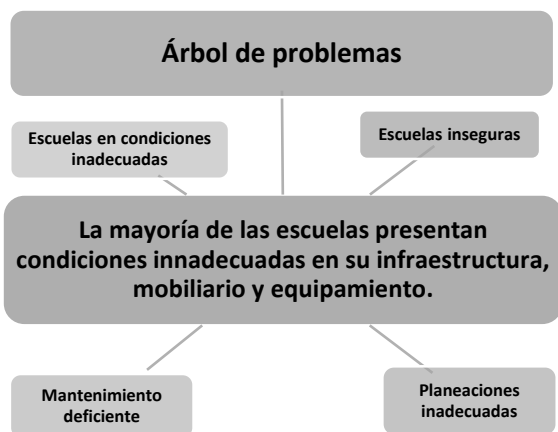 Árbol de problemas
Escuelas en condiciones
inadecuadas
Escuelas inseguras
La mayoría de las escuelas presentan
condiciones innadecuadas en su infraestructura,
mobiliario y equipamiento.
Mantenimiento
deficiente
Planeaciones
inadecuadas